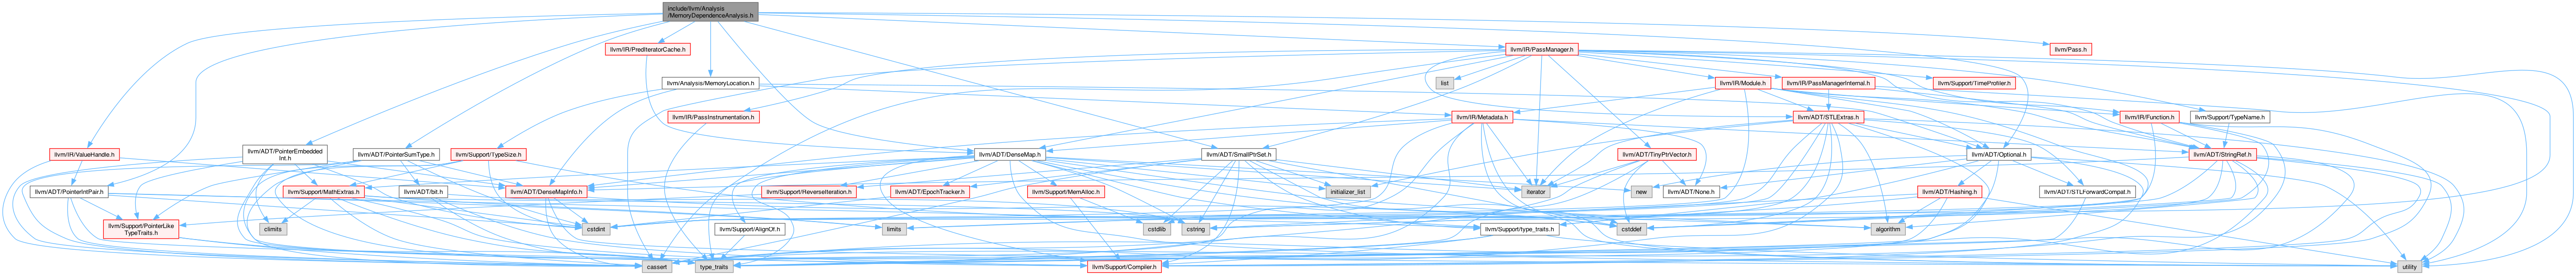 include/llvm/Analysis
/MemoryDependenceAnalysis.h
llvm/IR/PredIteratorCache.h
llvm/IR/PassManager.h
llvm/Pass.h
llvm/Analysis/MemoryLocation.h
list
llvm/IR/Module.h
llvm/IR/PassManagerInternal.h
llvm/Support/TimeProfiler.h
llvm/IR/PassInstrumentation.h
llvm/IR/Metadata.h
llvm/ADT/STLExtras.h
llvm/IR/Function.h
llvm/Support/TypeName.h
llvm/IR/ValueHandle.h
llvm/ADT/PointerEmbedded
Int.h
llvm/ADT/PointerSumType.h
llvm/Support/TypeSize.h
llvm/ADT/DenseMap.h
llvm/ADT/SmallPtrSet.h
llvm/ADT/TinyPtrVector.h
llvm/ADT/Optional.h
llvm/ADT/StringRef.h
llvm/ADT/PointerIntPair.h
llvm/Support/MathExtras.h
llvm/ADT/bit.h
llvm/ADT/DenseMapInfo.h
llvm/Support/ReverseIteration.h
llvm/ADT/EpochTracker.h
llvm/Support/MemAlloc.h
initializer_list
iterator
new
llvm/ADT/None.h
llvm/ADT/STLForwardCompat.h
llvm/ADT/Hashing.h
llvm/Support/PointerLike
TypeTraits.h
climits
cstdint
llvm/Support/AlignOf.h
limits
cstdlib
cstring
llvm/Support/type_traits.h
cstddef
algorithm
cassert
type_traits
llvm/Support/Compiler.h
utility